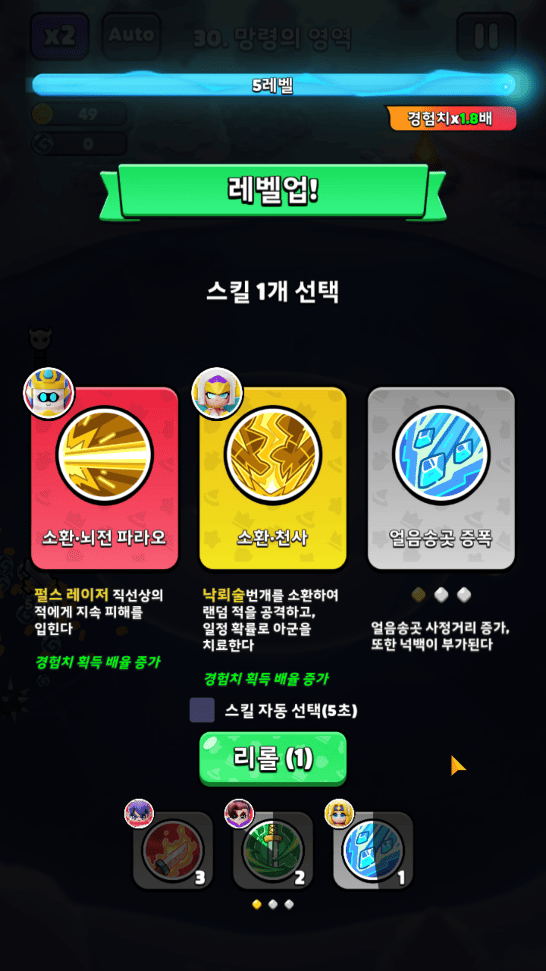 x2
Auto
30. 망령의 영역
5레벨
49
경험치x1.8배
0
레벨업!
스킬 1개 선택
소환·뇌전 파라오
소환·천사
얼음송곳 증폭
펄스 레이저 직선상의
적에게 지속 피해를
입힌다
경험치 획득 배율 증가
낙뢰술번개를 소환하여
랜덤 적을 공격하고,
일정 확률로 아군을
치료한다
경험치 획득 배율 증가
얼음송곳 사정거리 증가,
또한 넉백이 부가된다
스킬 자동 선택(5초)
리롤 (1)
3
2
1